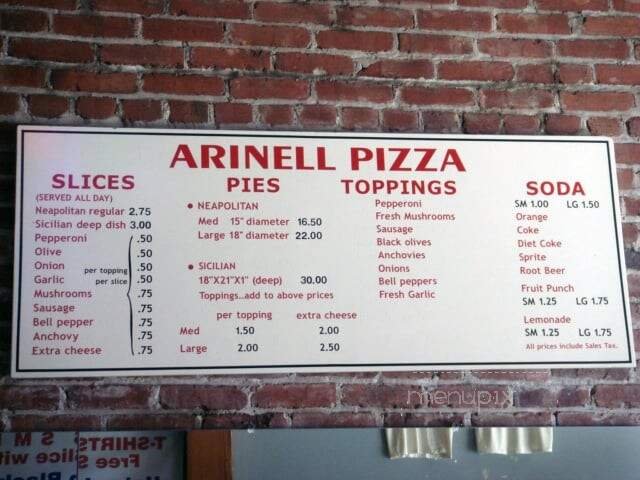 ARINELL PIZZA
SLICES
(SERVED ALL DAY)
Neapolitan regular 2.75
Sicilian deep dish 3.00
Pepperoni .50
Olive .50
Onion .50
Garlic .50
per topping
per slice
Mushrooms .75
Sausage .75
Bell pepper .75
Anchovy .75
Extra cheese .75
PIES
• NEAPOLITAN
Med 15" diameter 16.50
Large 18" diameter 22.00
• SICILIAN
18"X21"X1" (deep) 30.00
Toppings...add to above prices
per topping extra cheese
Med 1.50 2.00
Large 2.00 2.50
TOPPINGS
Pepperoni
Fresh Mushrooms
Sausage
Black olives
Anchovies
Onions
Bell peppers
Fresh Garlic
SODA
SM 1.00 LG 1.50
Orange
Coke
Diet Coke
Sprite
Root Beer
Fruit Punch
SM 1.25 LG 1.75
Lemonade
SM 1.25 LG 1.75
All prices include Sales Tax.
menupix
T-SHIRTS
Free